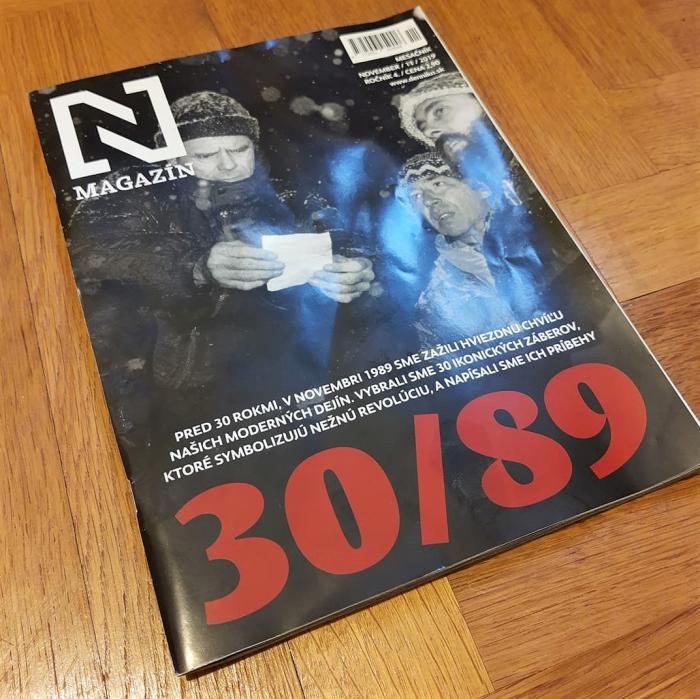 N
MAGAZÍN
MESAČNÍK
NOVEMBER / 11 / 2019
ROČNÍK 4. / CENA 2,90
www.dennikn.sk
PRED 30 ROKMI, V NOVEMBRI 1989 SME ZAŽILI HVIEZDNU CHVÍĽU
NAŠICH MODERNÝCH DEJÍN. VYBRALI SME 30 IKONICKÝCH ZÁBEROV,
KTORÉ SYMBOLIZUJÚ NEŽNÚ REVOLÚCIU, A NAPÍSALI SME ICH PRÍBEHY
30/89